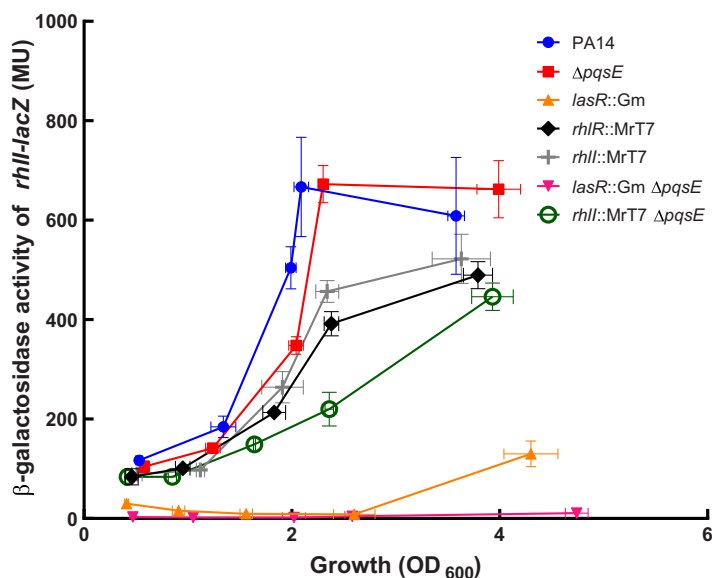 β-galactosidase activity of rhlI-lacZ (MU)
1000
800
600
400
200
0
0 2 4 6
Growth (OD600)
PA14
ΔpqsE
lasR::Gm
rhlR::MrT7
rhlI::MrT7
lasR::Gm ΔpqsE
rhlI::MrT7 ΔpqsE